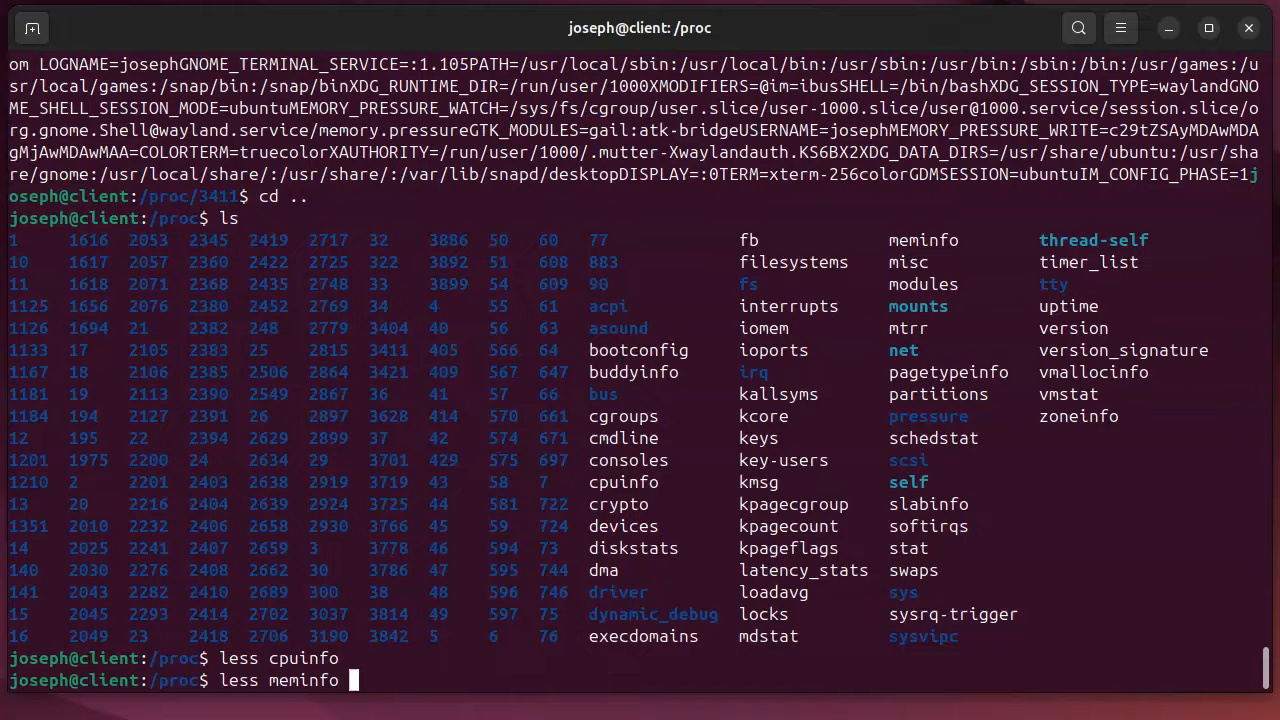 joseph@client: /proc
om LOGNAME=josephGNOME_TERMINAL_SERVICE=:1.105PATH=/usr/local/sbin:/usr/local/bin:/usr/sbin:/usr/bin:/sbin:/bin:/usr/games:/u
sr/local/games:/snap/bin:/snap/binXDG_RUNTIME_DIR=/run/user/1000XMODIFIERS=@im=ibusSHELL=/bin/bashXDG_SESSION_TYPE=waylandGNO
ME_SHELL_SESSION_MODE=ubuntuMEMORY_PRESSURE_WATCH=/sys/fs/cgroup/user.slice/user-1000.slice/user@1000.service/session.slice/o
rg.gnome.Shell@wayland.service/memory.pressureGTK_MODULES=gail:atk-bridgeUSERNAME=josephMEMORY_PRESSURE_WRITE=c29tZSAyMDAwMDA
gMjAwMDAwMAA=COLORTERM=truecolorXAUTHORITY=/run/user/1000/.mutter-Xwaylandauth.KS6BX2XDG_DATA_DIRS=/usr/share/ubuntu:/usr/sha
re/gnome:/usr/local/share/:/usr/share/:/var/lib/snapd/desktopDISPLAY=:0TERM=xterm-256colorGDMSESSION=ubuntuIM_CONFIG_PHASE=1j
oseph@client:/proc/3411$ cd ..
joseph@client:/proc$ ls
1 1616 2053 2345 2419 2717 32 3886 50 60 77 fb meminfo thread-self
10 1617 2057 2360 2422 2725 322 3892 51 608 883 filesystems misc timer_list
11 1618 2071 2368 2435 2748 33 3899 54 609 90 fs modules tty
1125 1656 2076 2380 2452 2769 34 4 55 61 acpi interrupts mounts uptime
1126 1694 21 2382 248 2779 3404 40 56 63 asound iomem mtrr version
1133 17 2105 2383 25 2815 3411 405 566 64 bootconfig ioports net version_signature
1167 18 2106 2385 2506 2864 3421 409 567 647 buddyinfo irq pagetypeinfo vmallocinfo
1181 19 2113 2390 2549 2867 36 41 57 66 bus kallsyms partitions vmstat
1184 194 2127 2391 26 2897 3628 414 570 661 cgroups kcore pressure zoneinfo
12 195 22 2394 2629 2899 37 42 574 671 cmdline keys schedstat
1201 1975 2200 24 2634 29 3701 429 575 697 consoles key-users scsi
1210 2 2201 2403 2638 2919 3719 43 58 7 cpuinfo kmsg self
13 20 2216 2404 2639 2924 3725 44 581 722 crypto kpagecgroup slabinfo
1351 2010 2232 2406 2658 2930 3766 45 59 724 devices kpagecount softirqs
14 2025 2241 2407 2659 3 3778 46 594 73 diskstats kpageflags stat
140 2030 2276 2408 2662 30 3786 47 595 744 dma latency_stats swaps
141 2043 2282 2410 2689 300 38 48 596 746 driver loadavg sys
15 2045 2293 2414 2702 3037 3814 49 597 75 dynamic_debug locks sysrq-trigger
16 2049 23 2418 2706 3190 3842 5 6 76 execdomains mdstat sysvipc
joseph@client:/proc$ less cpuinfo
joseph@client:/proc$ less meminfo